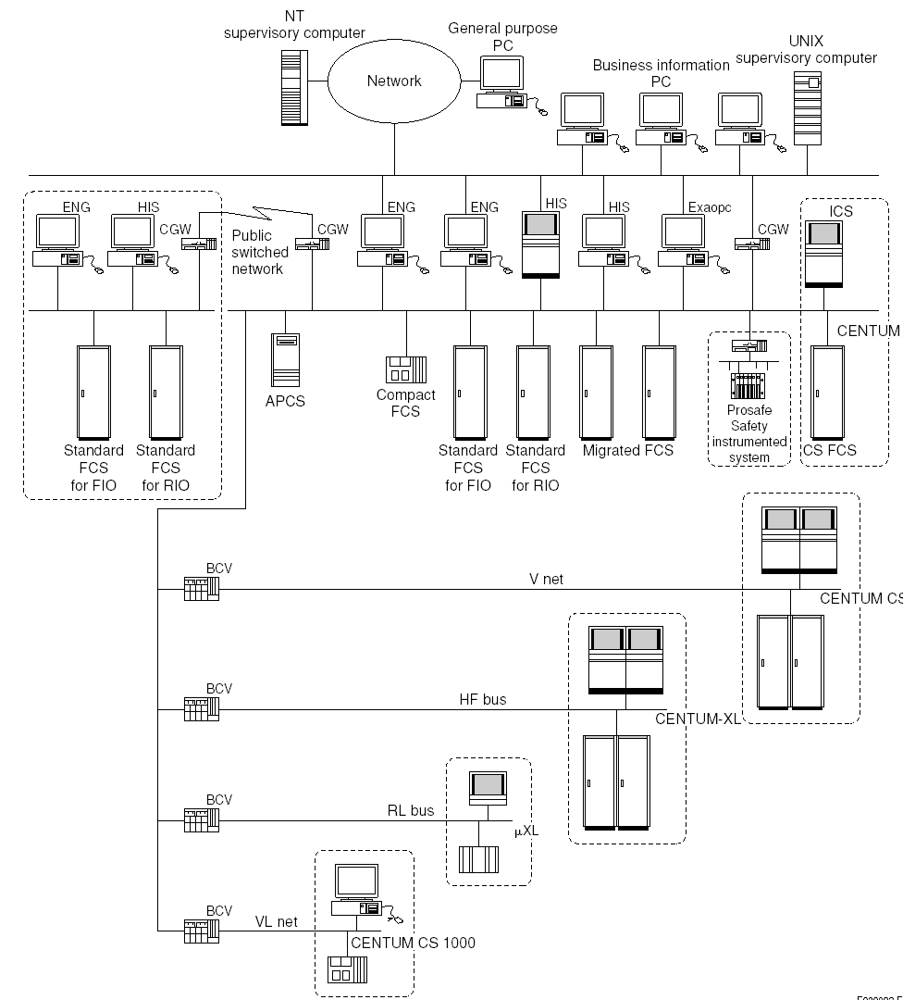 NT
supervisory computer
General purpose
PC
Network
Business information
PC
UNIX
supervisory computer
ENG
HIS
CGW
Public
switched
network
CGW
ENG
ENG
HIS
HIS
Exaopc
CGW
ICS
CENTUM
APCS
Compact
FCS
Standard
FCS
for FIO
Standard
FCS
for RIO
Standard
FCS
for FIO
Standard
FCS
for RIO
Migrated FCS
Prosafe
Safety
instrumented
system
CS FCS
BCV
V net
CENTUM CS
BCV
HF bus
CENTUM-XL
BCV
RL bus
µXL
BCV
VL net
CENTUM CS 1000